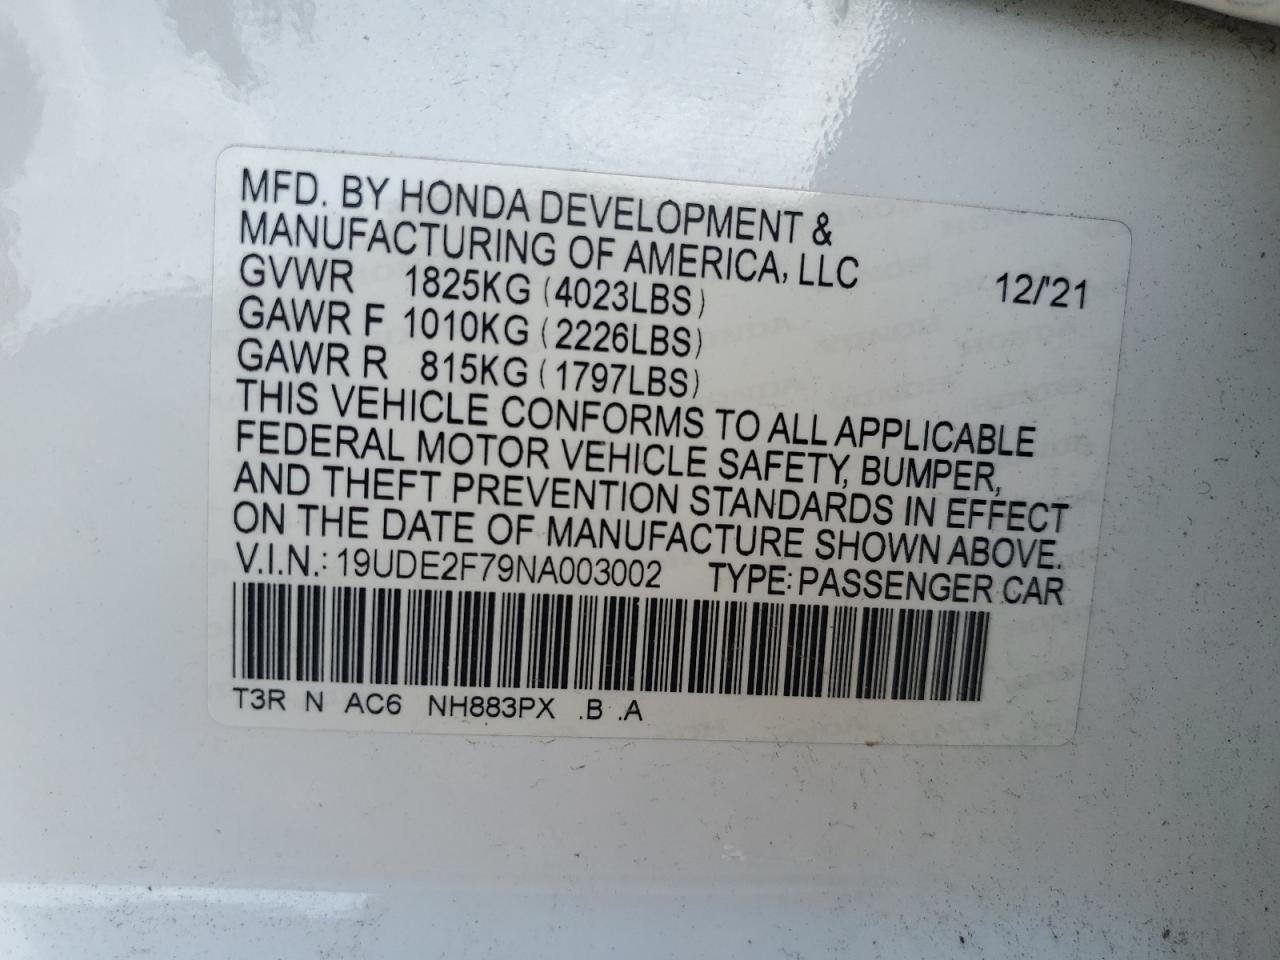 MFD. BY HONDA DEVELOPMENT &
MANUFACTURING OF AMERICA, LLC
GVWR 1825KG (4023LBS) 12/'21
GAWR F 1010KG (2226LBS)
GAWR R 815KG (1797LBS)
THIS VEHICLE CONFORMS TO ALL APPLICABLE
FEDERAL MOTOR VEHICLE SAFETY, BUMPER,
AND THEFT PREVENTION STANDARDS IN EFFECT
ON THE DATE OF MANUFACTURE SHOWN ABOVE.
V.I.N.: 19UDE2F79NA003002 TYPE: PASSENGER CAR
T3R N AC6 NH883PX .B .A